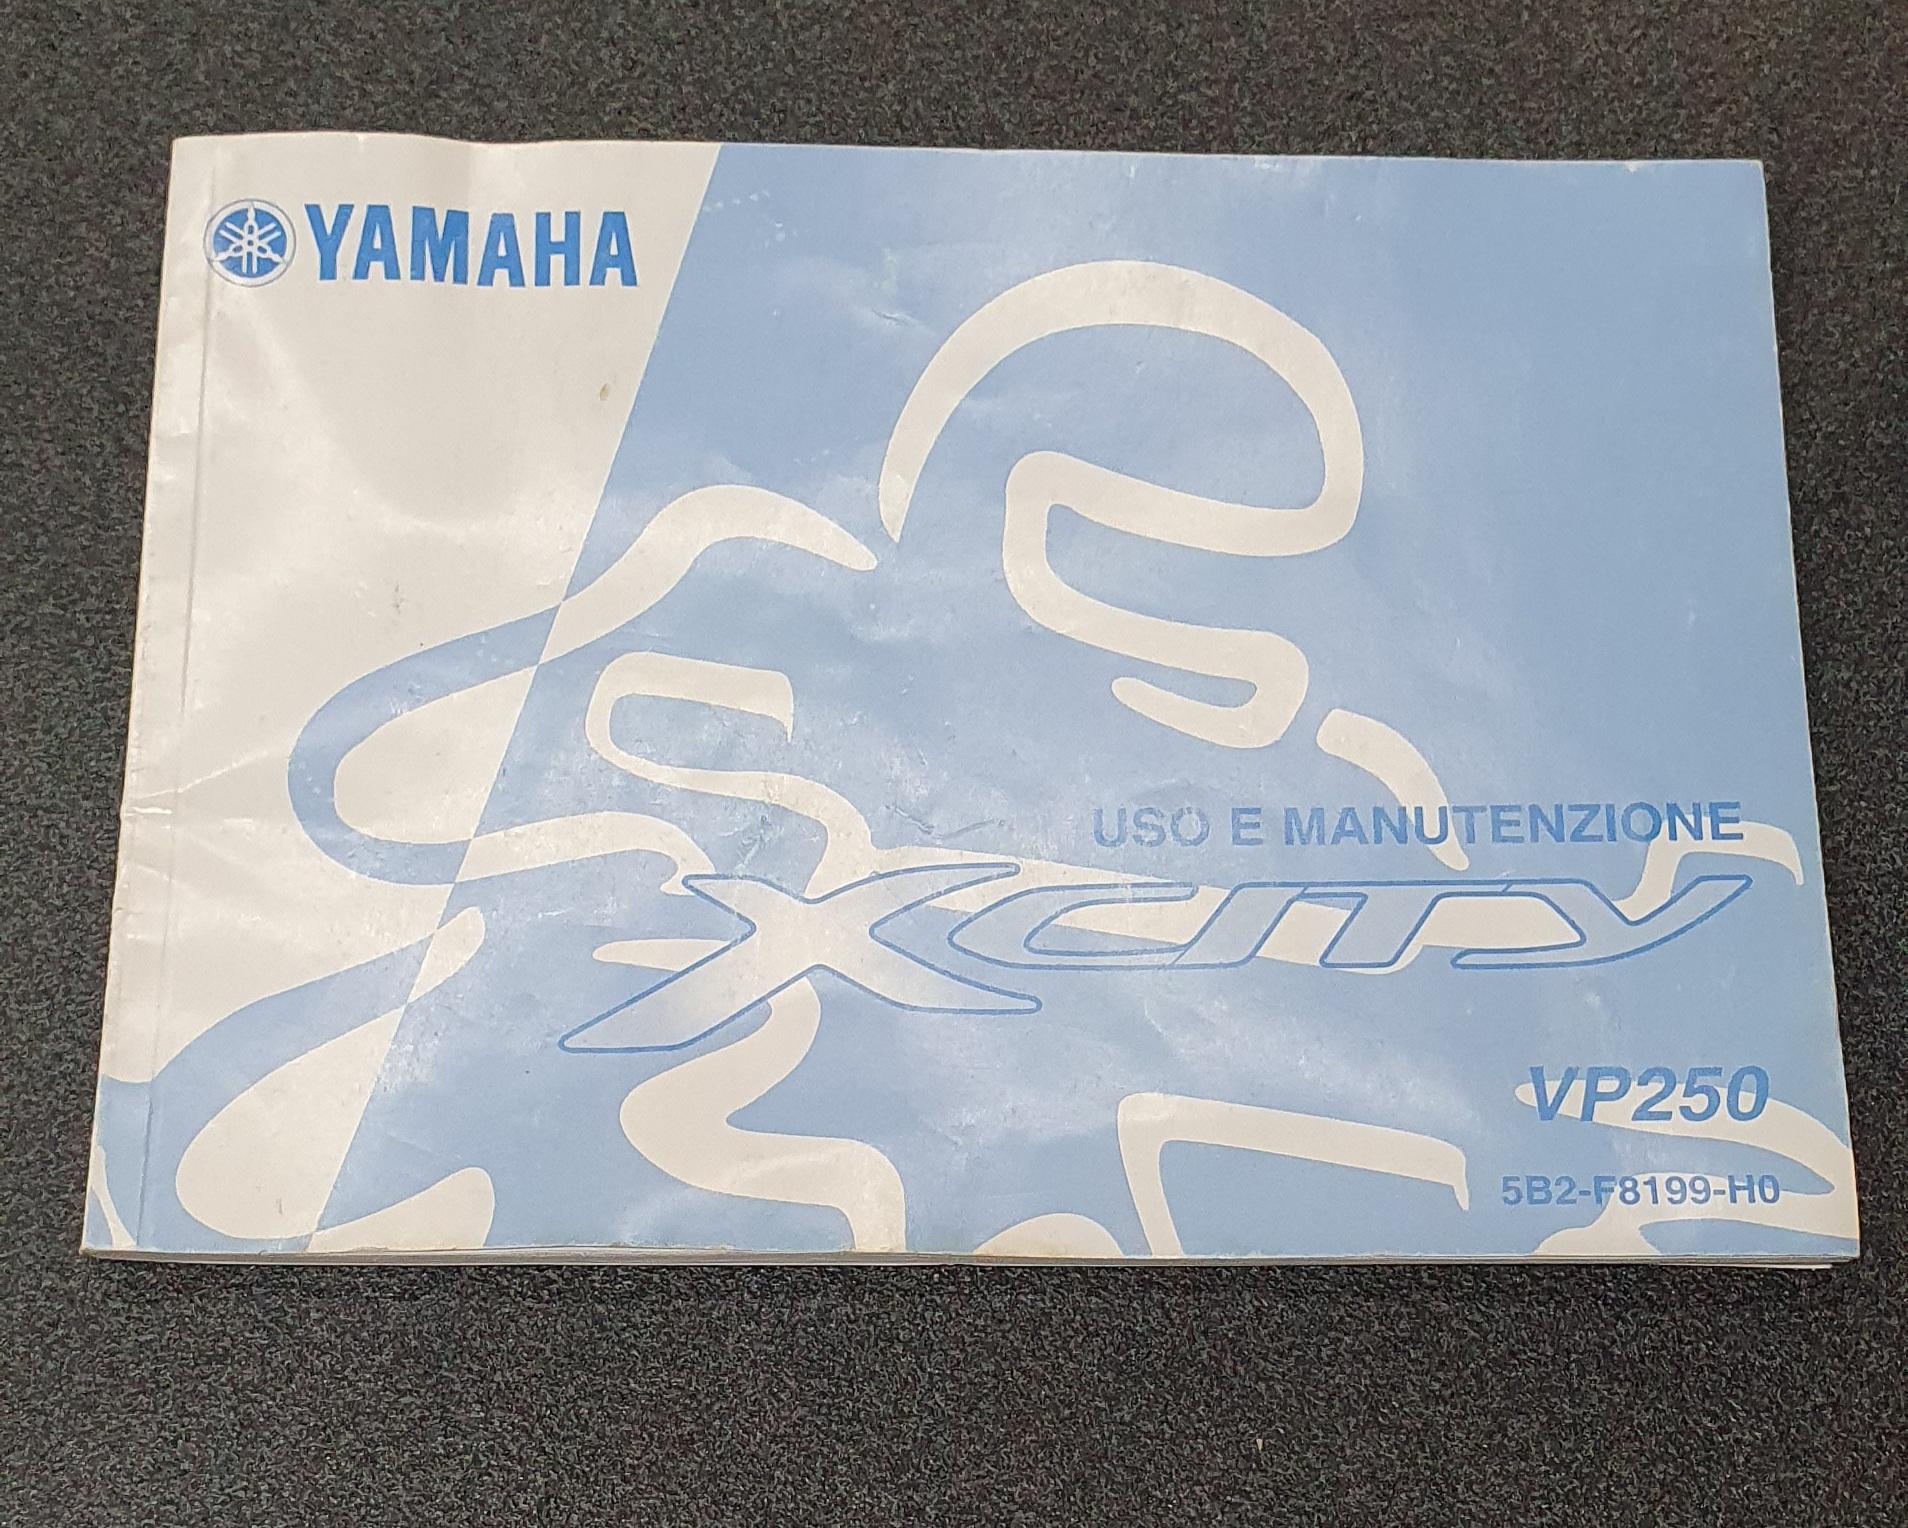 YAMAHA
USO E MANUTENZIONE
XCITY
VP250
5B2-F8199-H0